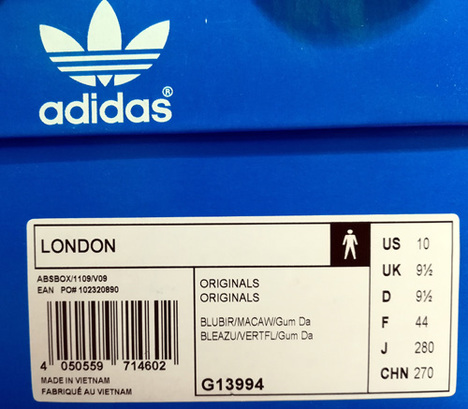 adidas®
LONDON
ABSBOX/1109/V09
EAN PO# 102320890
4 050559 714602
MADE IN VIETNAM
FABRIQUÉ AU VIETNAM
ORIGINALS
ORIGINALS
BLUBIR/MACAW/Gum Da
BLEAZU/VERTFL/Gum Da
G13994
US 10
UK 9½
D 9½
F 44
J 280
CHN 270